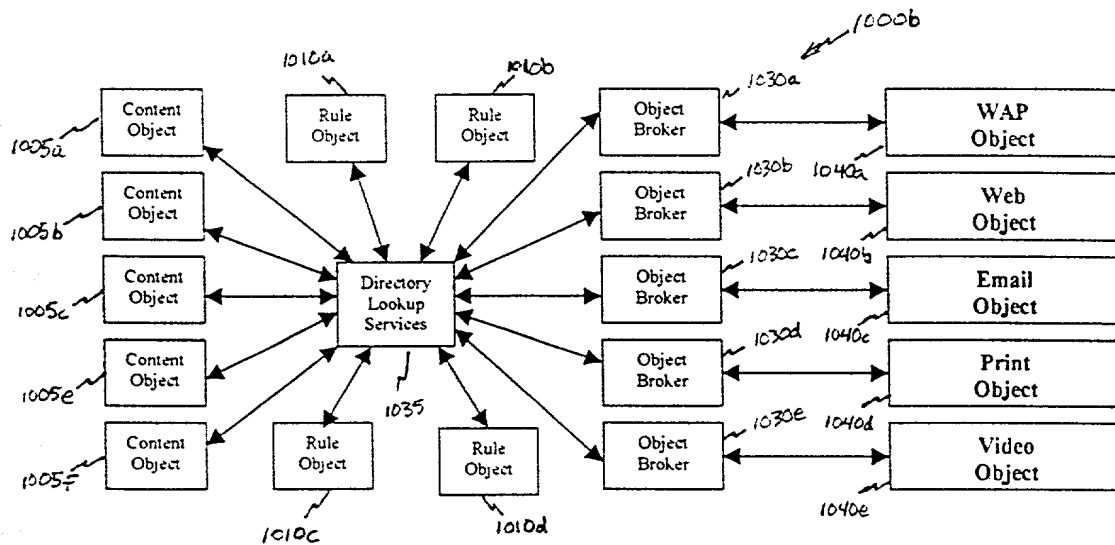 1000b
1010a
1010b
1030a
Content
Object
Rule
Object
Rule
Object
Object
Broker
WAP
Object
1005a
1030b
1040a
Content
Object
Object
Broker
Web
Object
1005b
1030c
1040b
Content
Object
Directory
Lookup
Services
Object
Broker
Email
Object
1005c
1030d
1040c
Content
Object
Object
Broker
Print
Object
1005e
1035
1030e
1040d
Content
Object
Rule
Object
Rule
Object
Object
Broker
Video
Object
1005f
1010c
1010d
1040e